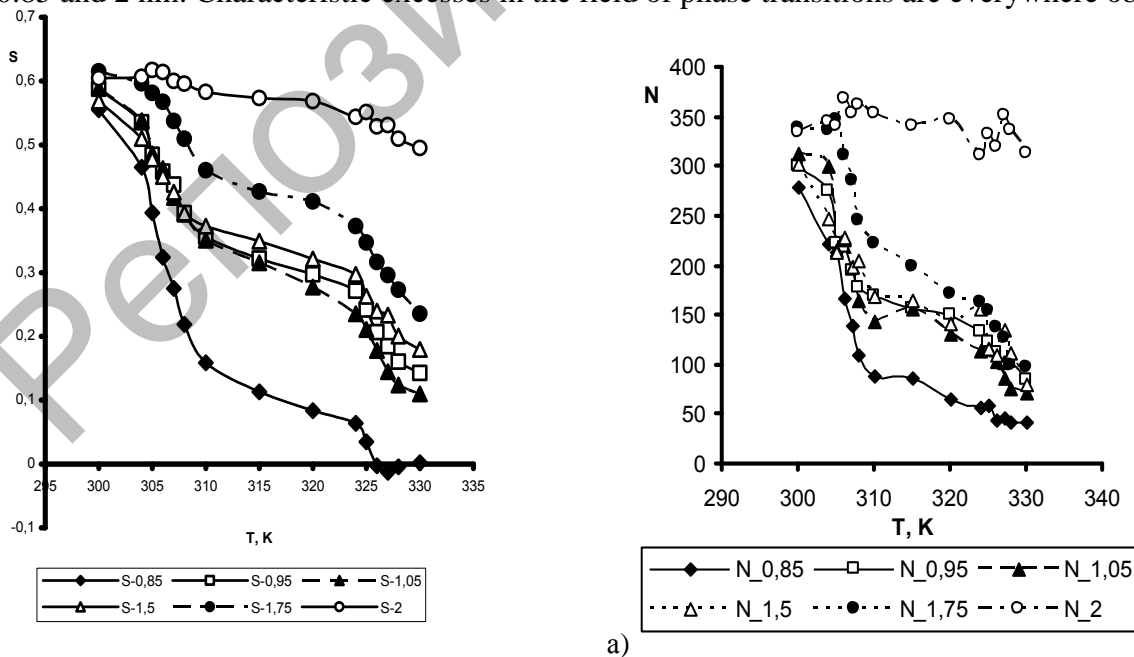 0.85 and 2 nm. Characteristic excesses in the field of phase transitions are everywhere
Репози
0,7
S
0,6
0,5
0,4
0,3
0,2
0,1
0
-0,1
295 300 305 310 315 320 325 330 335
T, K
S-0,85 S-0,95 S-1,05
S-1,5 S-1,75 S-2
N
400
350
300
250
200
150
100
50
0
290 300 310 320 330 340
T, K
N_0,85 N_0,95 N_1,05
N_1,5 N_1,75 N_2
a)